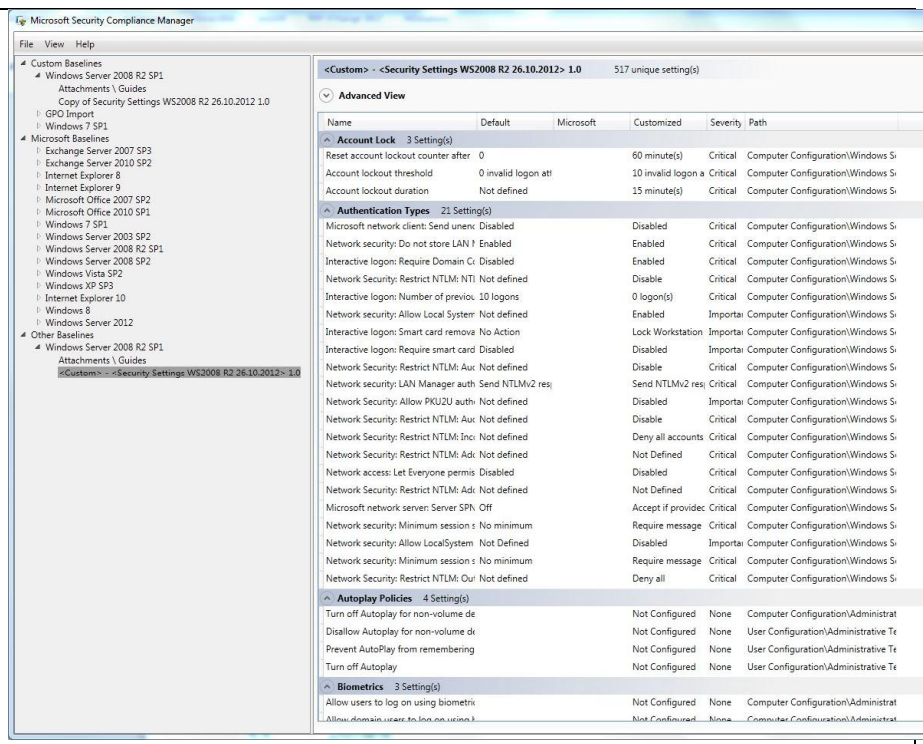 Microsoft Security Compliance Manager
File View Help
Custom Baselines
Windows Server 2008 R2 SP1
Attachments \ Guides
Copy of Security Settings WS2008 R2 26.10.2012 1.0
GPO Import
Windows 7 SP1
Microsoft Baselines
Exchange Server 2007 SP3
Exchange Server 2010 SP2
Internet Explorer 8
Internet Explorer 9
Microsoft Office 2007 SP2
Microsoft Office 2010 SP1
Windows 7 SP1
Windows Server 2003 SP2
Windows Server 2008 R2 SP1
Windows Server 2008 SP2
Windows Vista SP2
Windows XP SP3
Internet Explorer 10
Windows 8
Windows Server 2012
Other Baselines
Windows Server 2008 R2 SP1
Attachments \ Guides
<Custom> - <Security Settings WS2008 R2 26.10.2012> 1.0
<Custom> - <Security Settings WS2008 R2 26.10.2012> 1.0 517 unique setting(s)
Advanced View
Name Default Microsoft Customized Severity Path
Account Lock 3 Setting(s)
Reset account lockout counter after 0 60 minute(s) Critical Computer Configuration\Windows S
Account lockout threshold 0 invalid logon att 10 invalid logon a Critical Computer Configuration\Windows S
Account lockout duration Not defined 15 minute(s) Critical Computer Configuration\Windows S
Authentication Types 21 Setting(s)
Microsoft network client: Send unenc Disabled Disabled Critical Computer Configuration\Windows S
Network security: Do not store LAN Enabled Enabled Critical Computer Configuration\Windows S
Interactive logon: Require Domain Co Disabled Enabled Critical Computer Configuration\Windows S
Network Security: Restrict NTLM: NTL Not defined Disable Critical Computer Configuration\Windows S
Interactive logon: Number of previou 10 logons 0 logon(s) Critical Computer Configuration\Windows S
Network security: Allow Local System Not defined Enabled Importa Computer Configuration\Windows S
Interactive logon: Smart card remova No Action Lock Workstation Importa Computer Configuration\Windows S
Interactive logon: Require smart card Disabled Disabled Importa Computer Configuration\Windows S
Network Security: Restrict NTLM: Auc Not defined Disable Critical Computer Configuration\Windows S
Network security: LAN Manager auth Send NTLMv2 resp Send NTLMv2 resp Critical Computer Configuration\Windows S
Network Security: Allow PKU2U authe Not defined Disabled Importa Computer Configuration\Windows S
Network Security: Restrict NTLM: Auc Not defined Disable Critical Computer Configuration\Windows S
Network Security: Restrict NTLM: Inco Not defined Deny all accounts Critical Computer Configuration\Windows S
Network Security: Restrict NTLM: Adc Not defined Not Defined Critical Computer Configuration\Windows S
Network access: Let Everyone permis Disabled Disabled Critical Computer Configuration\Windows S
Network Security: Restrict NTLM: Adc Not defined Not Defined Critical Computer Configuration\Windows S
Microsoft network server: Server SPN Off Accept if providec Critical Computer Configuration\Windows S
Network security: Minimum session s No minimum Require message Critical Computer Configuration\Windows S
Network security: Allow LocalSystem Not Defined Disabled Importa Computer Configuration\Windows S
Network security: Minimum session s No minimum Require message Critical Computer Configuration\Windows S
Network Security: Restrict NTLM: Out Not defined Deny all Critical Computer Configuration\Windows S
Autoplay Policies 4 Setting(s)
Turn off Autoplay for non-volume de Not Configured None Computer Configuration\Administrat
Disallow Autoplay for non-volume de Not Configured None User Configuration\Administrative Te
Prevent AutoPlay from remembering Not Configured None User Configuration\Administrative Te
Turn off Autoplay Not Configured None User Configuration\Administrative Te
Biometrics 3 Setting(s)
Allow users to log on using biometric Not Configured None Computer Configuration\Administrat
Allow domain users to log on using Not Configured None Computer Configuration\Administrat